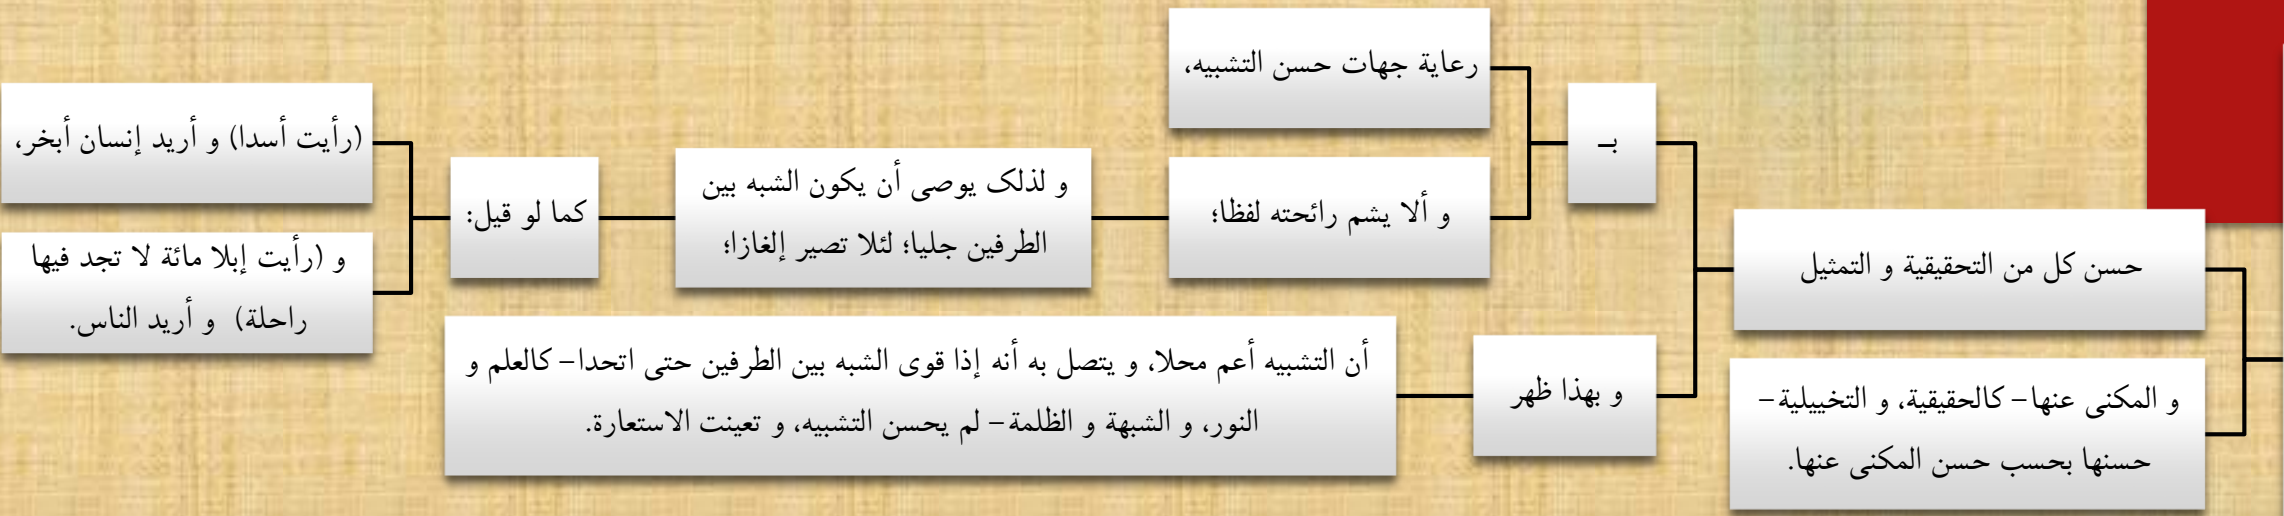 حسن كل من التحقيقية و التمثيل
بـ
رعاية جهات حسن التشبيه،
و ألا يشم رائحته لفظا؛
و لذلک يوصى أن يكون الشبه بين
الطرفين جليا؛ لئلا تصير إلغازا؛
كما لو قيل:
(رأيت أسدا) و أريد إنسان أبخر،
و (رأيت إبلا مائة لا تجد فيها
راحلة) و أريد الناس.
و بهذا ظهر
أن التشبيه أعم محلا، و يتصل به أنه إذا قوى الشبه بين الطرفين حتى اتحدا– كالعلم و
النور، و الشبهة و الظلمة– لم يحسن التشبيه، و تعينت الاستعارة.
و المكنى عنها– كالحقيقية، و التخييلية–
حسنها بحسب حسن المكنى عنها.